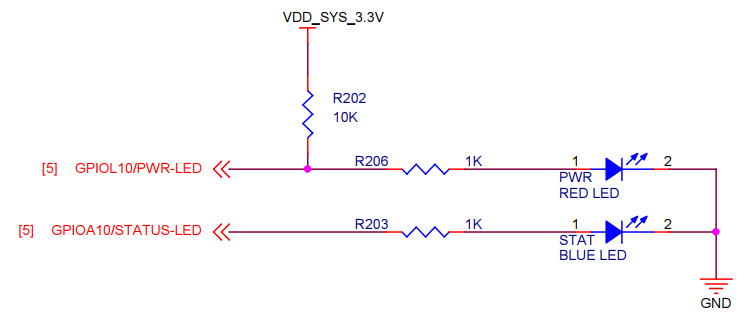 VDD_SYS_3.3V
R202
10K
[5] GPIOL10/PWR-LED
R206 1K 1 2
PWR
RED LED
[5] GPIOA10/STATUS-LED
R203 1K 1 2
STAT
BLUE LED
GND